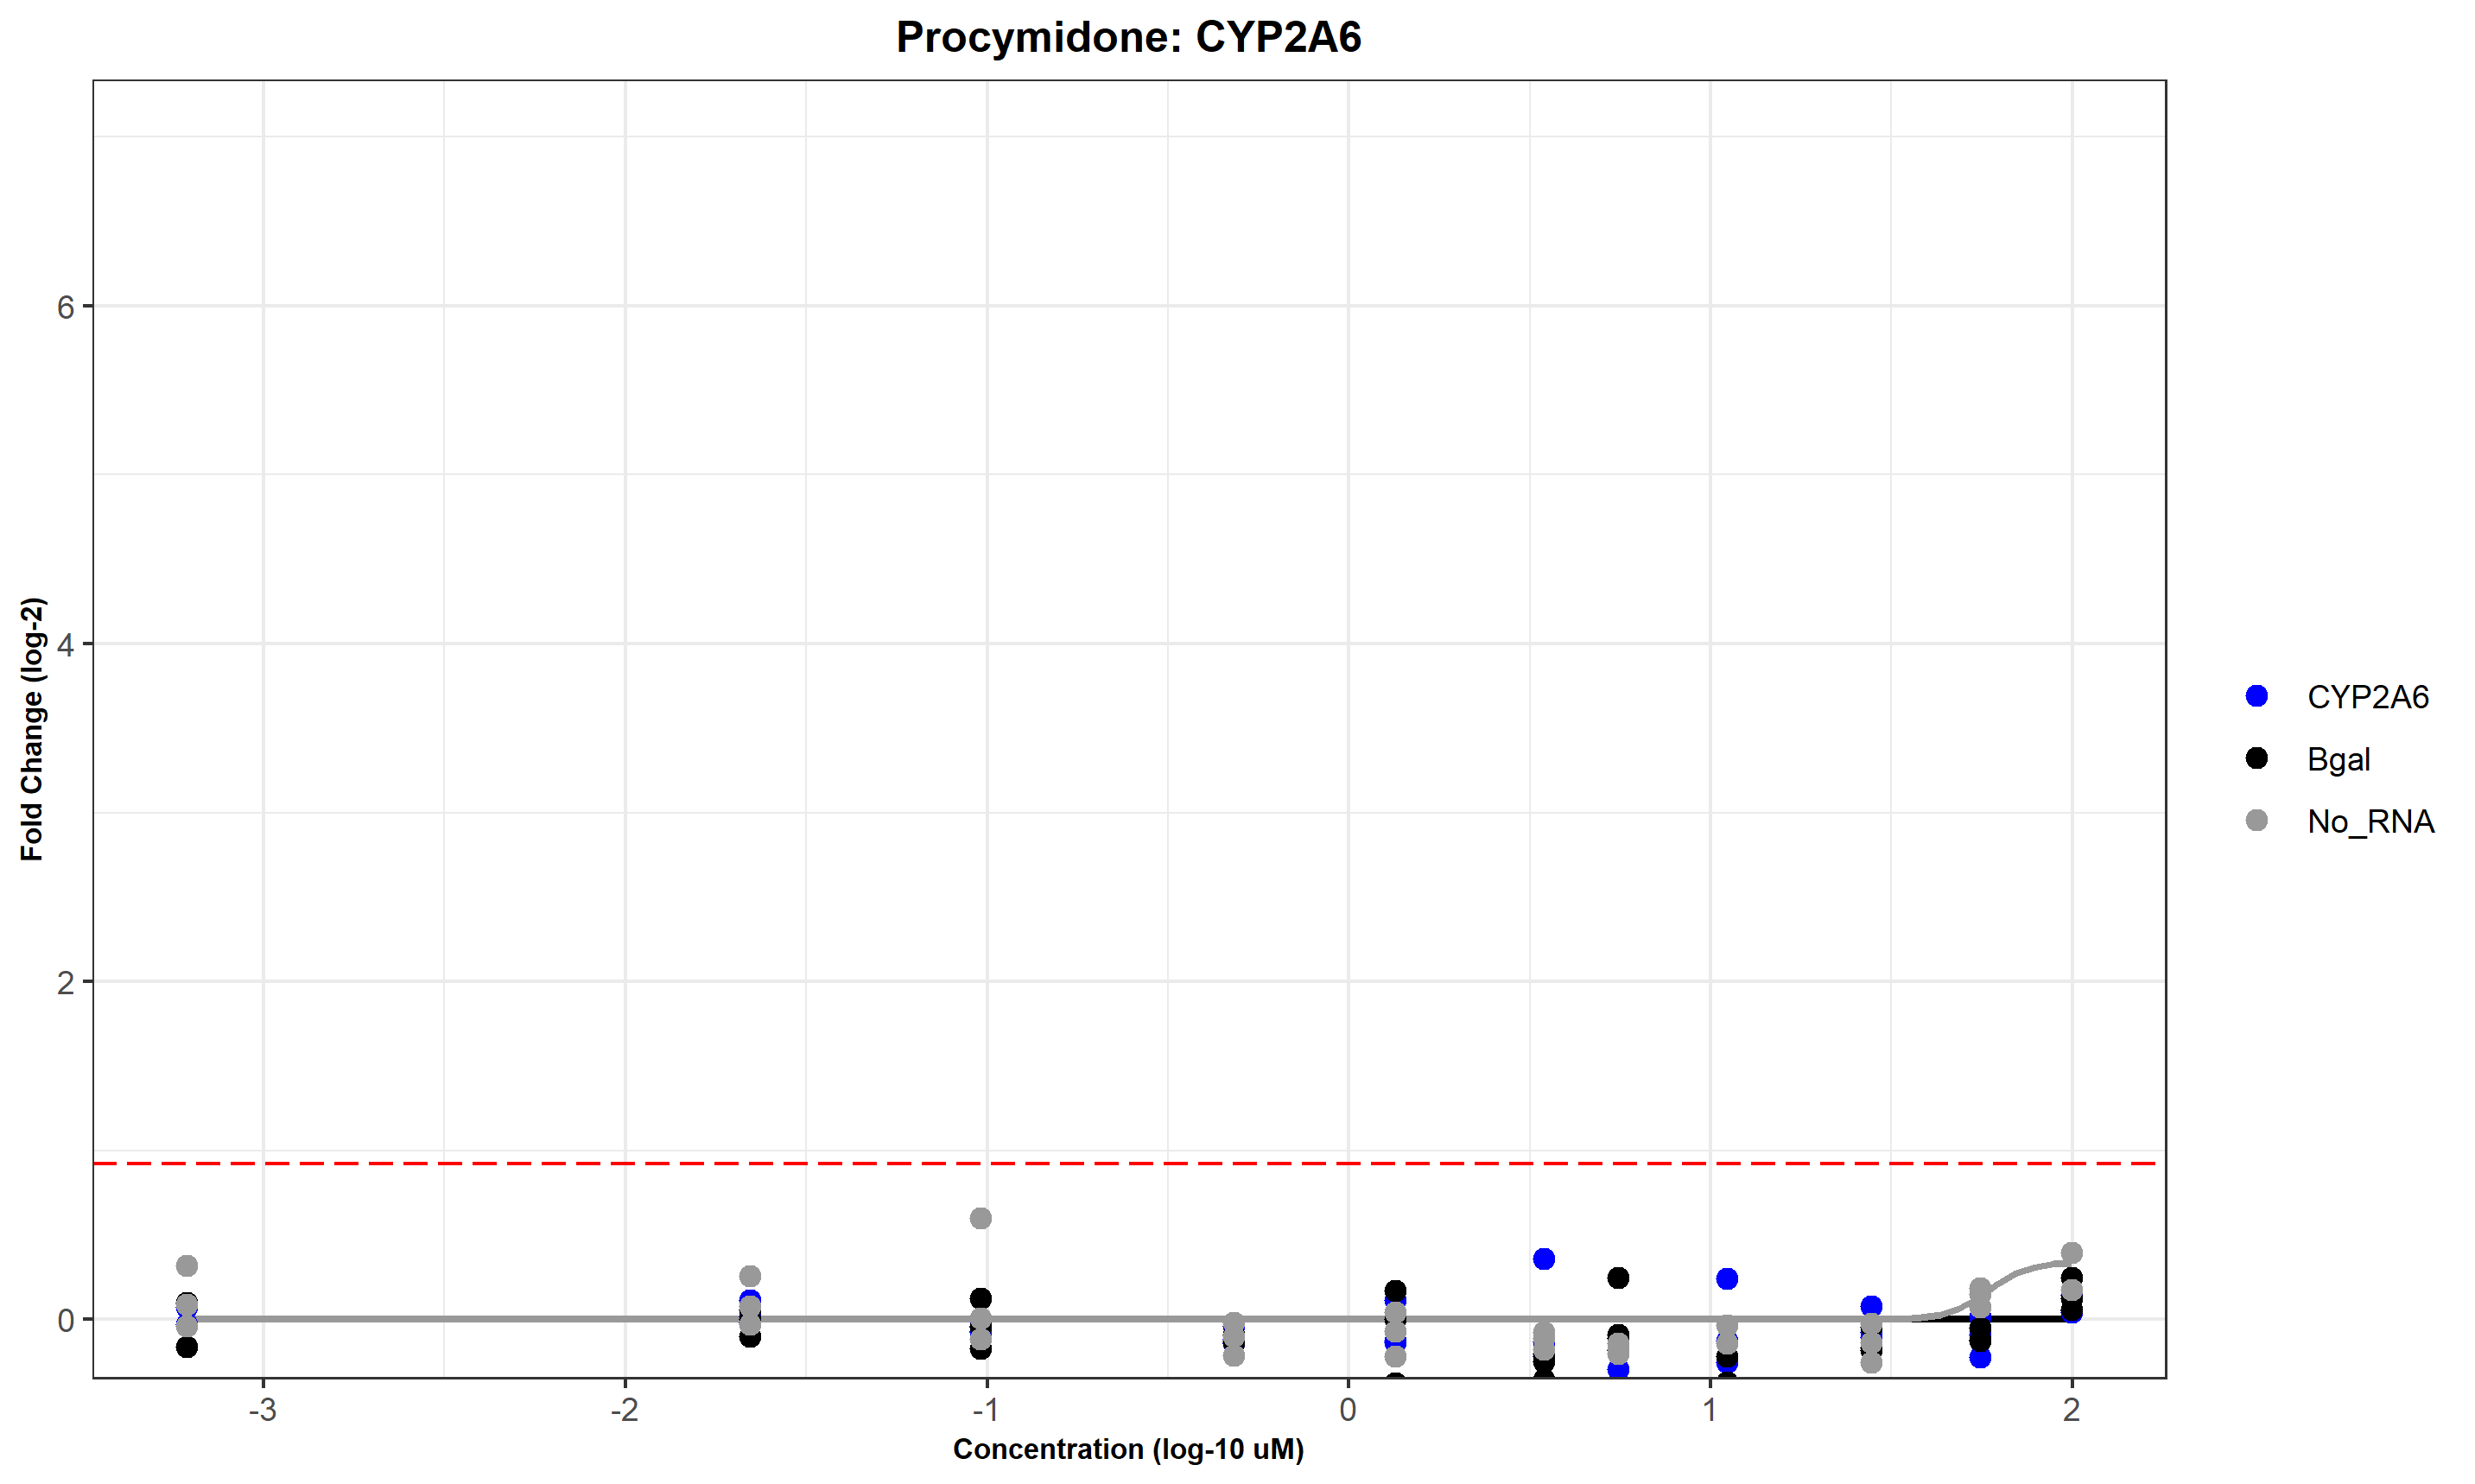 Procymidone: CYP2A6
Fold Change (log-2)
6
4
2
0
-3
-2
-1
0
1
2
Concentration (log-10 uM)
CYP2A6
Bgal
No_RNA